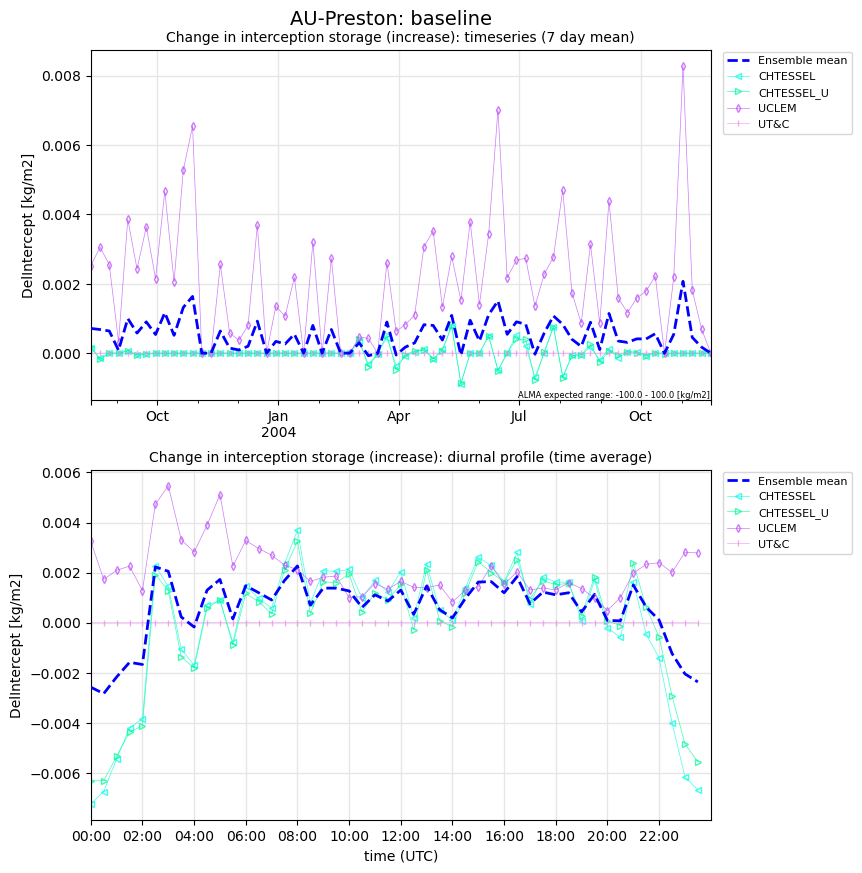 AU-Preston: baseline
Change in interception storage (increase): timeseries (7 day mean)
DelIntercept [kg/m2]
0.008
0.006
0.004
0.002
0.000
Oct
Jan
2004
Apr
Jul
Oct
ALMA expected range: -100.0 - 100.0 [kg/m2]
Ensemble mean
CHTESSEL
CHTESSEL_U
UCLEM
UT&C
Change in interception storage (increase): diurnal profile (time average)
DelIntercept [kg/m2]
0.006
0.004
0.002
0.000
−0.002
−0.004
−0.006
00:00
02:00
04:00
06:00
08:00
10:00
12:00
14:00
16:00
18:00
20:00
22:00
time (UTC)
Ensemble mean
CHTESSEL
CHTESSEL_U
UCLEM
UT&C